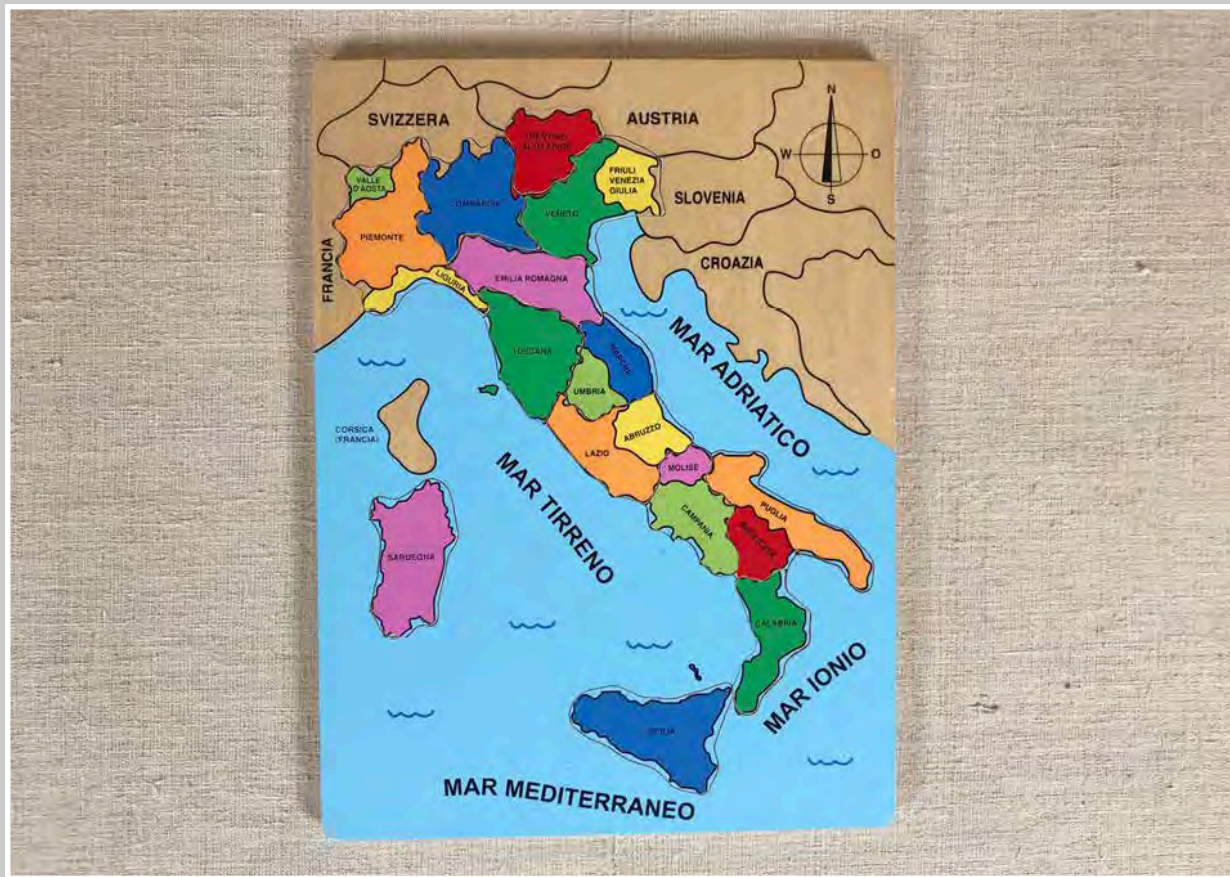 N
SVIZZERA
AUSTRIA
TRENTINO
ALTO ADIGE
W
O
FRIULI
VENEZIA
GIULIA
VALLE
D'AOSTA
S
SLOVENIA
LOMBARDIA
VENETO
PIEMONTE
CROAZIA
FRANCIA
LIGURIA
EMILIA ROMAGNA
MAR ADRIATICO
TOSCANA
MARCHE
UMBRIA
CORSICA
(FRANCIA)
ABRUZZO
LAZIO
MOLISE
MAR TIRRENO
PUGLIA
CAMPANIA
BASILICATA
SARDEGNA
CALABRIA
MAR IONIO
SICILIA
MAR MEDITERRANEO